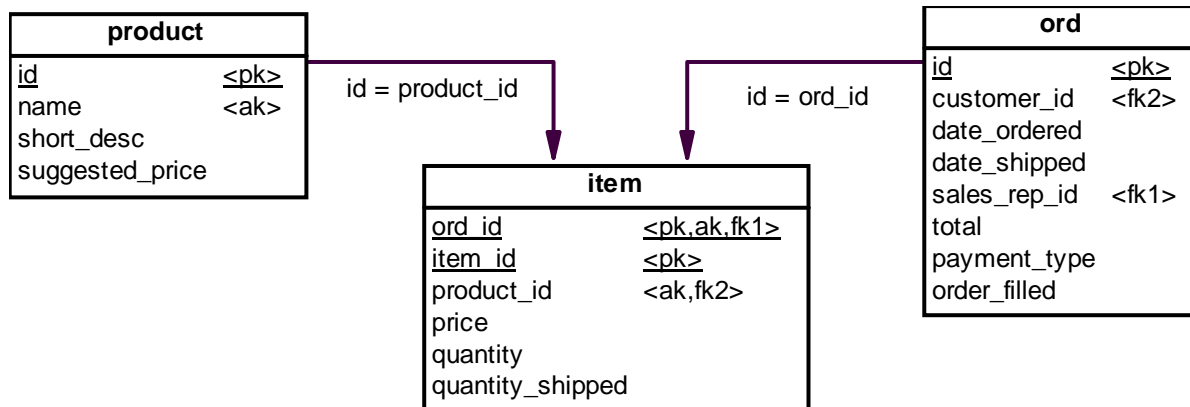 product
id <pk>
name <ak>
short_desc
suggested_price
id = product_id
id = ord_id
ord
id <pk>
customer_id <fk2>
date_ordered
date_shipped
sales_rep_id <fk1>
total
payment_type
order_filled
item
ord_id <pk,ak,fk1>
item_id <pk>
product_id <ak,fk2>
price
quantity
quantity_shipped